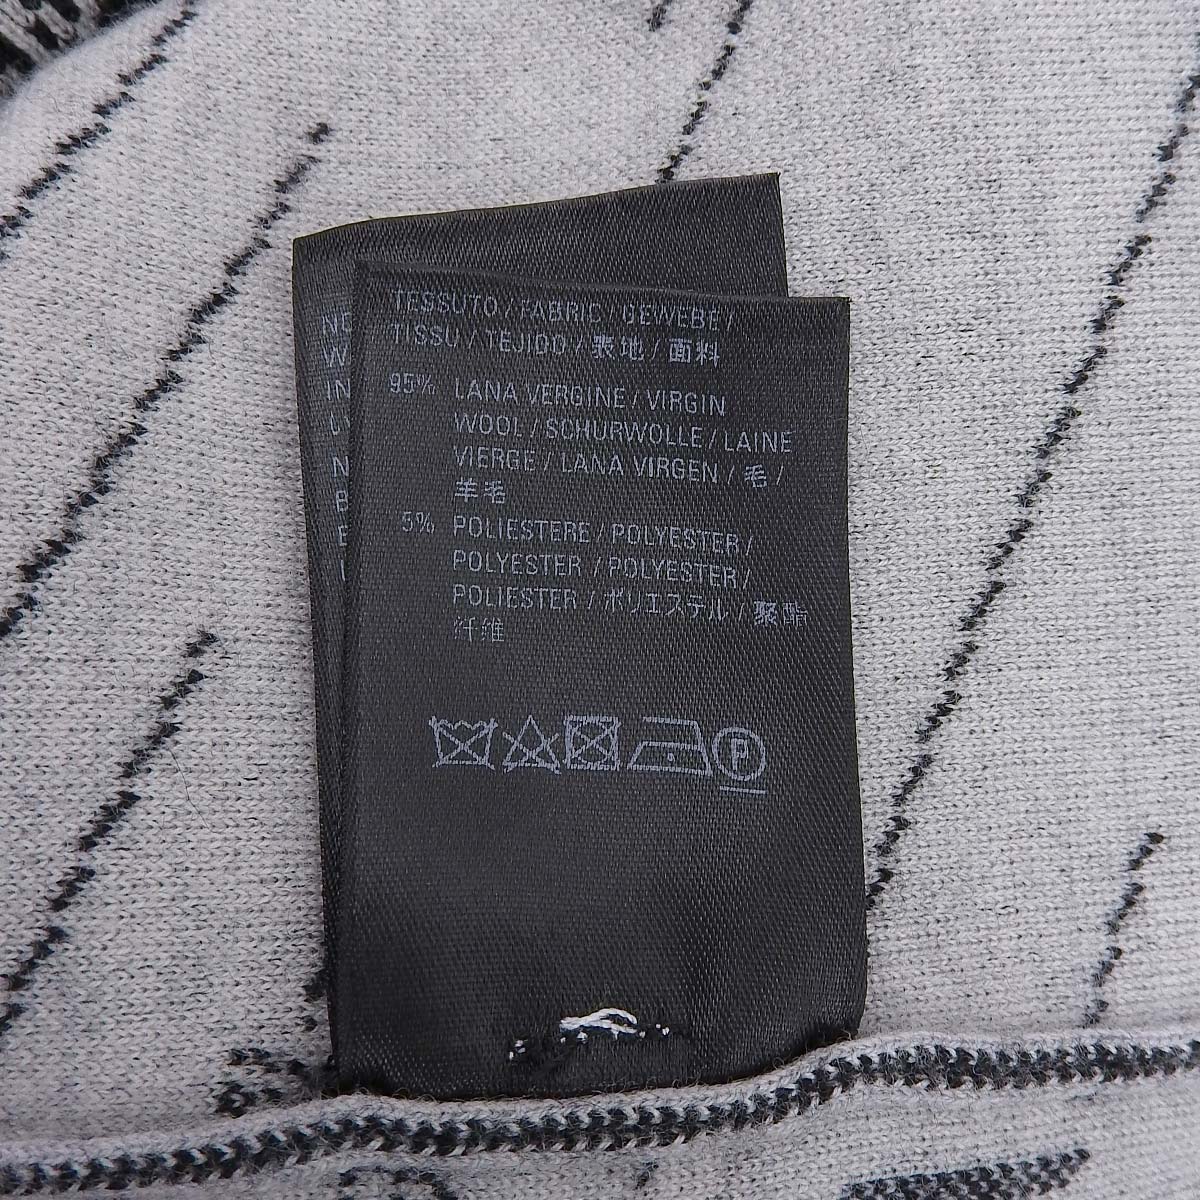 TESSUTO / FABRIC / GEWEBE /
TISSU / TEJIDO / 表地 / 面料
95% LANA VERGINE / VIRGIN
WOOL / SCHURWOLLE / LAINE
VIERGE / LANA VIRGEN / 毛 /
羊毛
5% POLIESTERE / POLYESTER /
POLYESTER / POLYESTER /
POLIESTER / ポリエステル / 聚酯
纤维
P